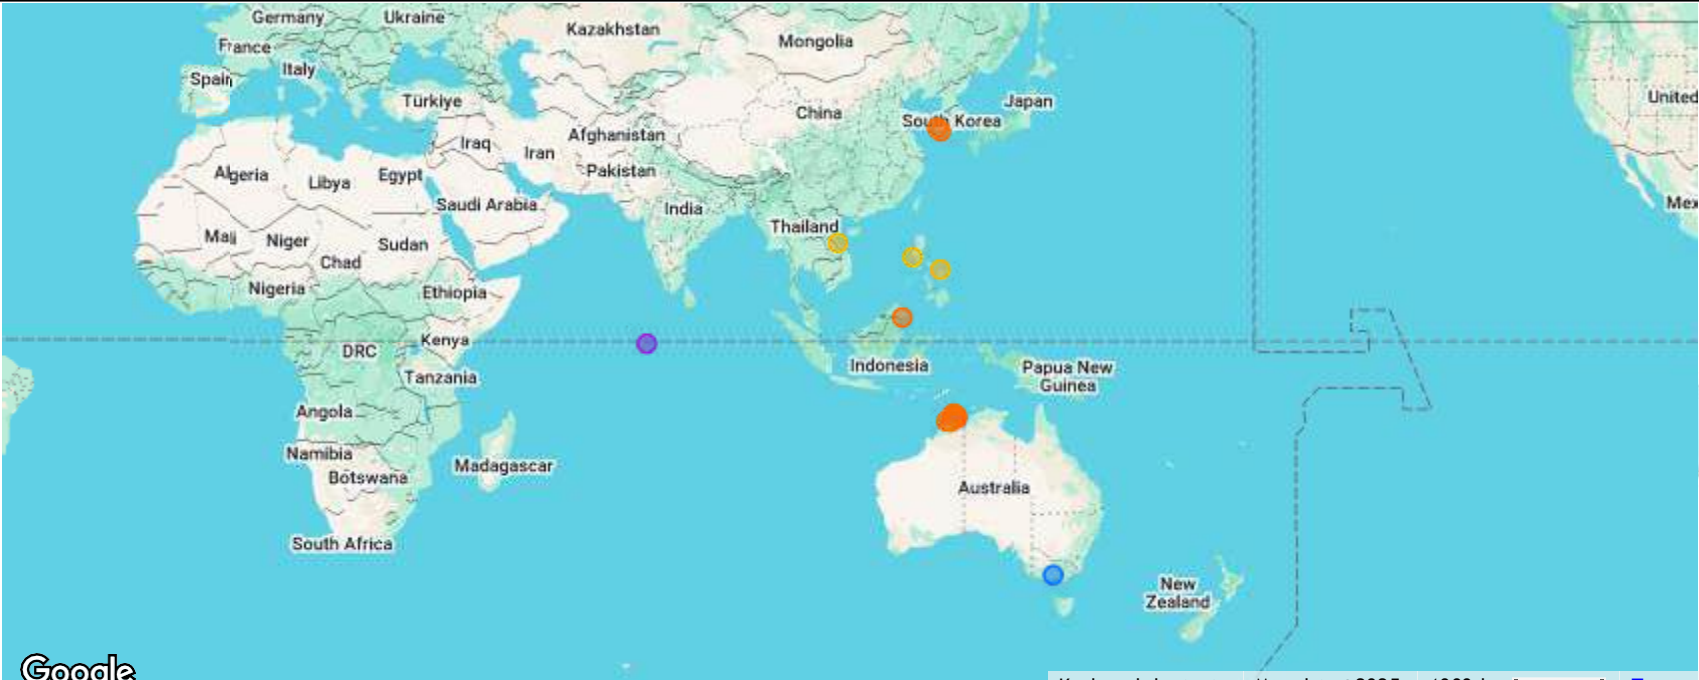 Germany
Ukraine
Kazakhstan
Mongolia
France
Italy
Spain
Türkiye
China
Japan
South Korea
United
Afghanistan
Iraq
Iran
Pakistan
Algeria
Libya
Egypt
Saudi Arabia
India
Mex
Mali
Niger
Sudan
Thailand
Chad
Nigeria
Ethiopia
Kenya
DRC
Tanzania
Indonesia
Papua New
Guinea
Angola
Namibia
Botswana
Madagascar
Australia
South Africa
New
Zealand
Google